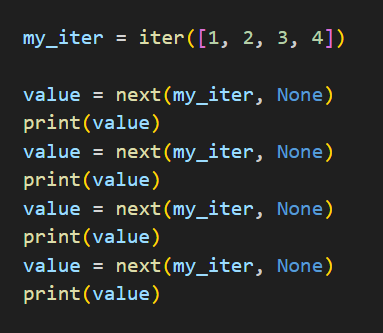 my_iter = iter([1, 2, 3, 4])
value = next(my_iter, None)
print(value)
value = next(my_iter, None)
print(value)
value = next(my_iter, None)
print(value)
value = next(my_iter, None)
print(value)